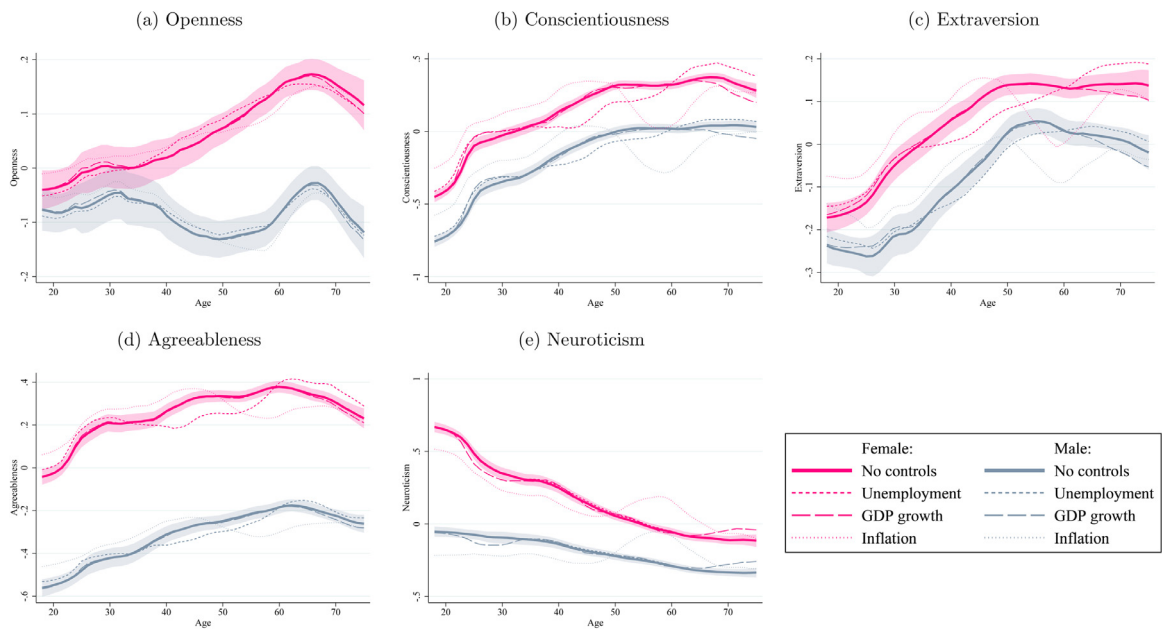 (a) Openness
(b) Conscientiousness
(c) Extraversion
.2
.1
0
-.1
-.2
Openness
20 30 40 50 60 70
Age
.5
0
-.5
-1
Conscientiousness
20 30 40 50 60 70
Age
.2
.1
0
-.1
-.2
-.3
Extraversion
20 30 40 50 60 70
Age
(d) Agreeableness
(e) Neuroticism
.4
.2
0
-.2
-.4
-.6
Agreeableness
20 30 40 50 60 70
Age
1
.5
0
-.5
Neuroticism
20 30 40 50 60 70
Age
Female: Male:
No controls No controls
Unemployment Unemployment
GDP growth GDP growth
Inflation Inflation